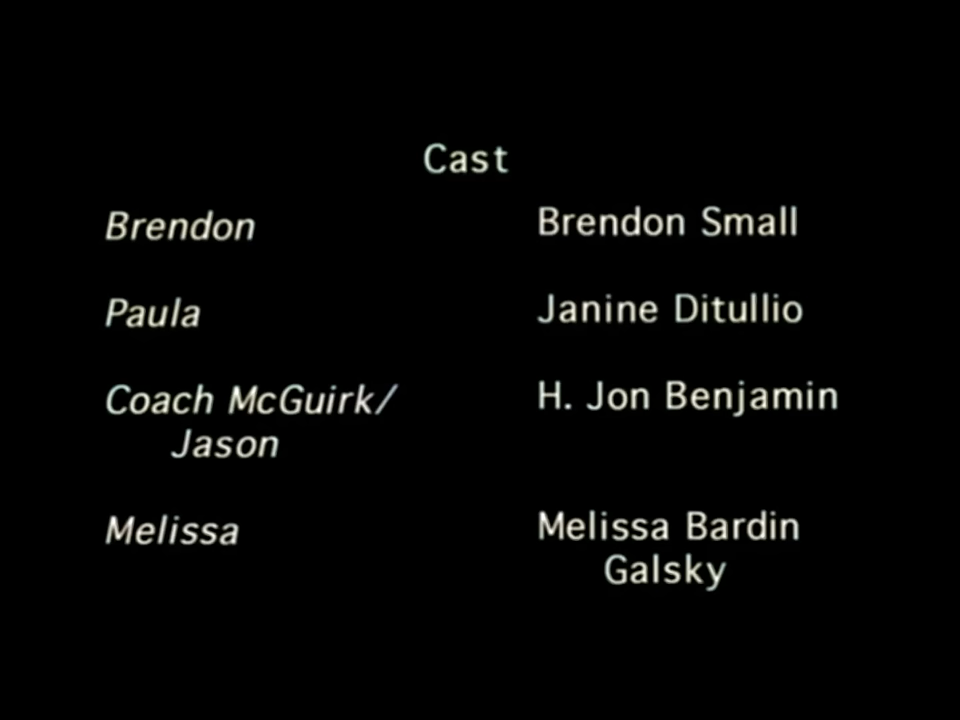 Cast
Brendon Brendon Small
Paula Janine Ditullio
Coach McGuirk/ H. Jon Benjamin
Jason
Melissa Melissa Bardin
Galsky